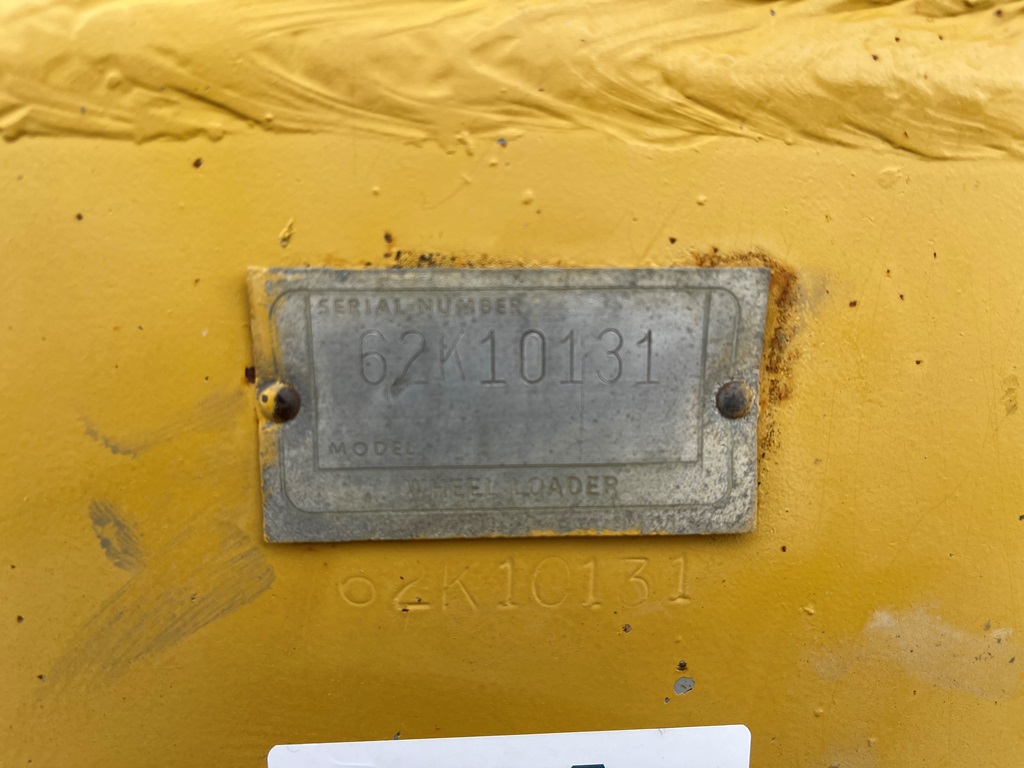 SERIAL NUMBER
62K10131
MODEL
WHEEL LOADER
62K10131